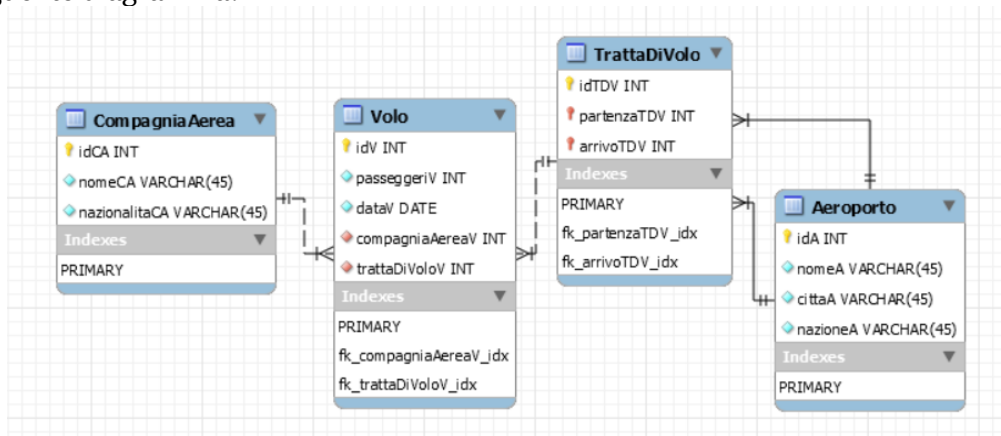 CompagniaAerea
idCA INT
nomeCA VARCHAR(45)
nazionalitaCA VARCHAR(45)
Indexes
PRIMARY
Volo
idV INT
passeggeriV INT
dataV DATE
compagniaAereaV INT
trattaDiVoloV INT
Indexes
PRIMARY
fk_compagniaAereaV_idx
fk_trattaDiVoloV_idx
TrattaDiVolo
idTDV INT
partenzaTDV INT
arrivoTDV INT
Indexes
PRIMARY
fk_partenzaTDV_idx
fk_arrivoTDV_idx
Aeroporto
idA INT
nomeA VARCHAR(45)
cittaA VARCHAR(45)
nazioneA VARCHAR(45)
Indexes
PRIMARY